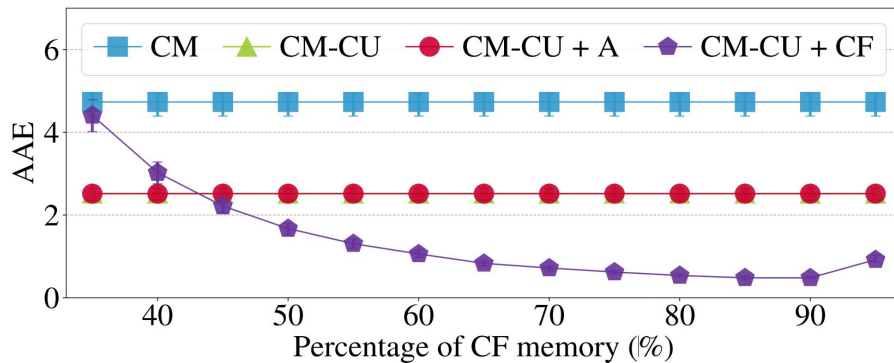 CM CM-CU CM-CU + A CM-CU + CF
AAE
6
4
2
0
40 50 60 70 80 90
Percentage of CF memory (%)